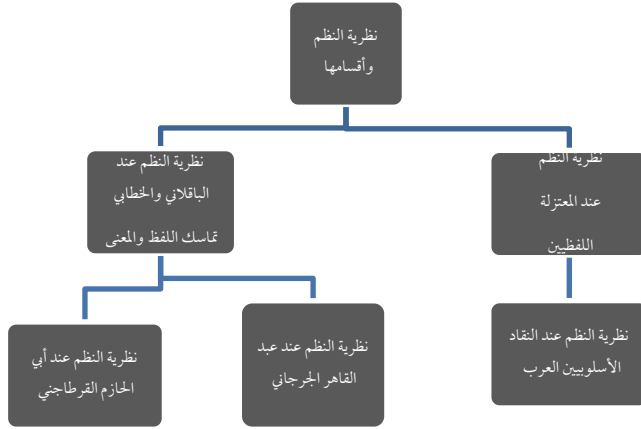 نظرية النظم
وأقسامها
نظرية النظم
عند المعتزلة
اللفظيين
نظرية النظم عند
الباقلاني والخطابي
تماسك اللفظ والمعنى
نظرية النظم عند النقاد
الأسلوبيين العرب
نظرية النظم عند عبد
القاهر الجرجاني
نظرية النظم عند أبي
الحازم القرطاجني